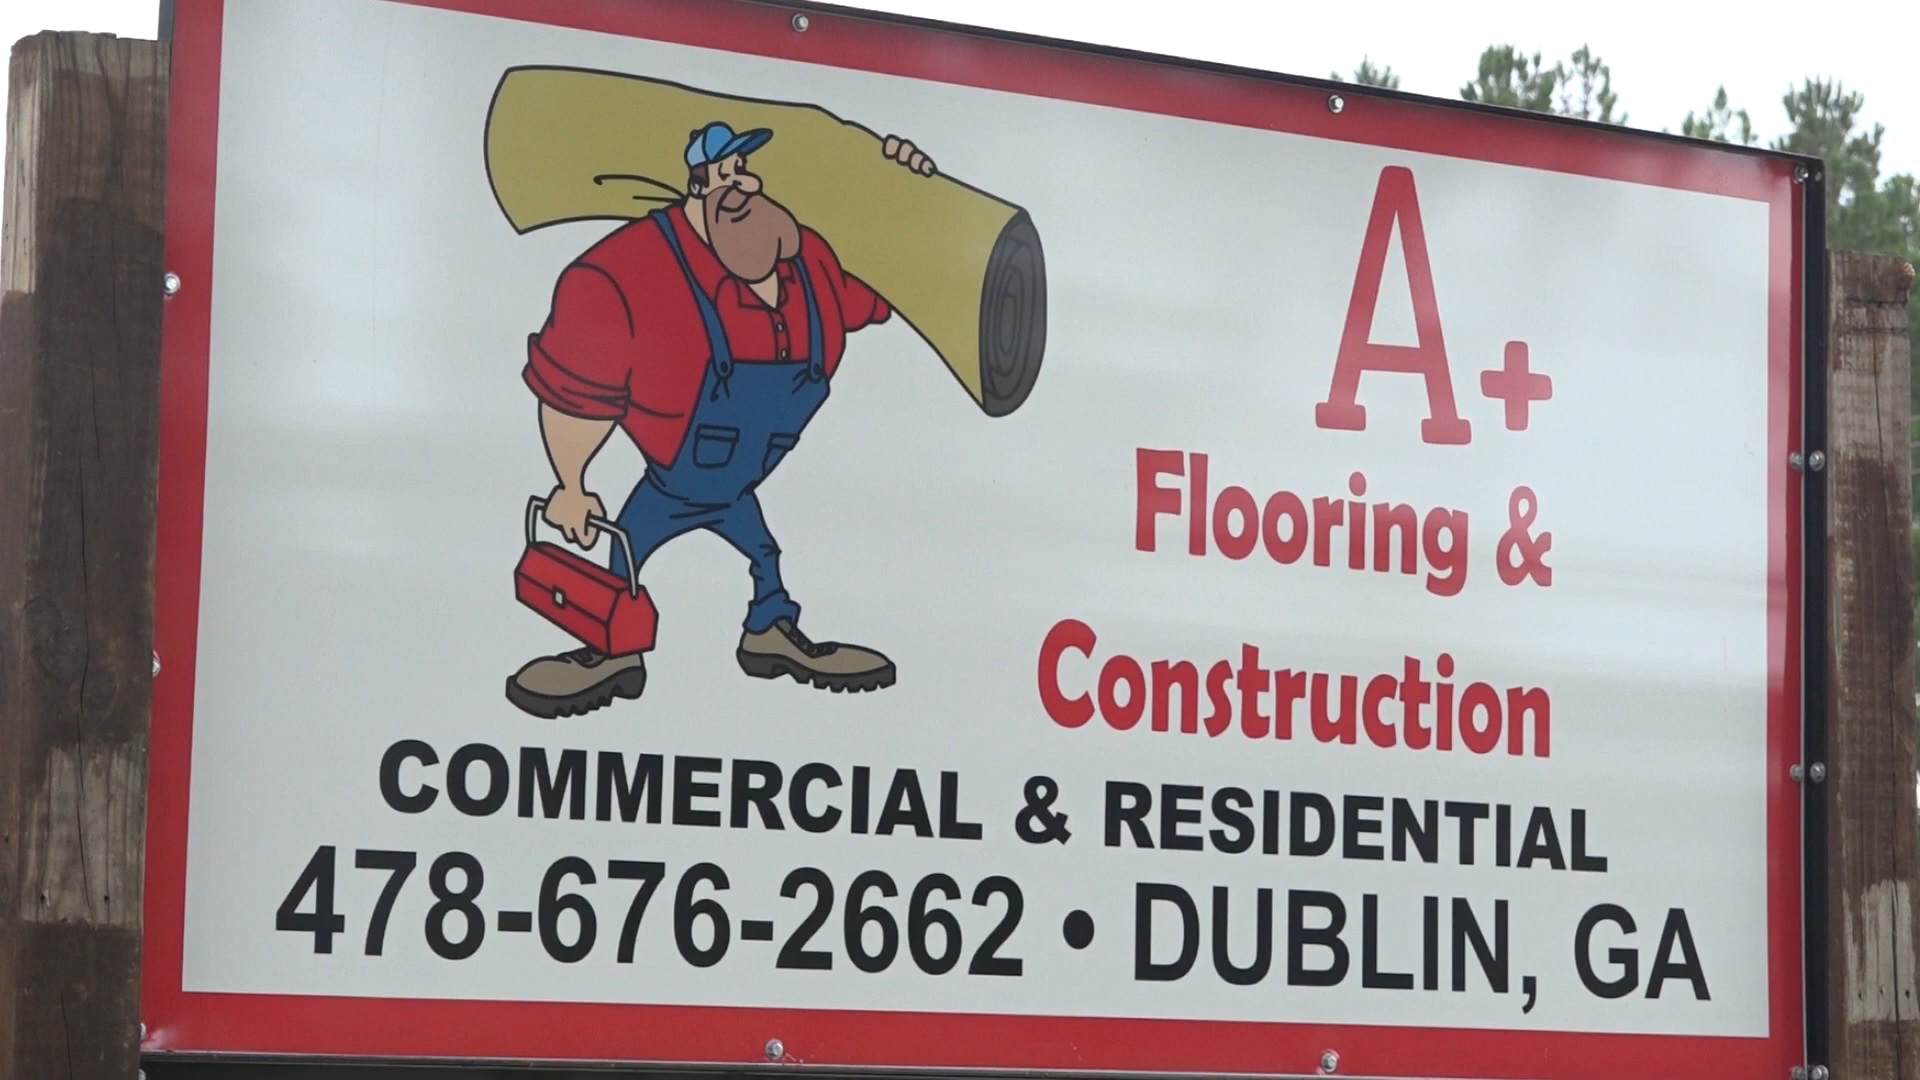 A+
Flooring &
Construction
COMMERCIAL & RESIDENTIAL
478-676-2662 • DUBLIN, GA